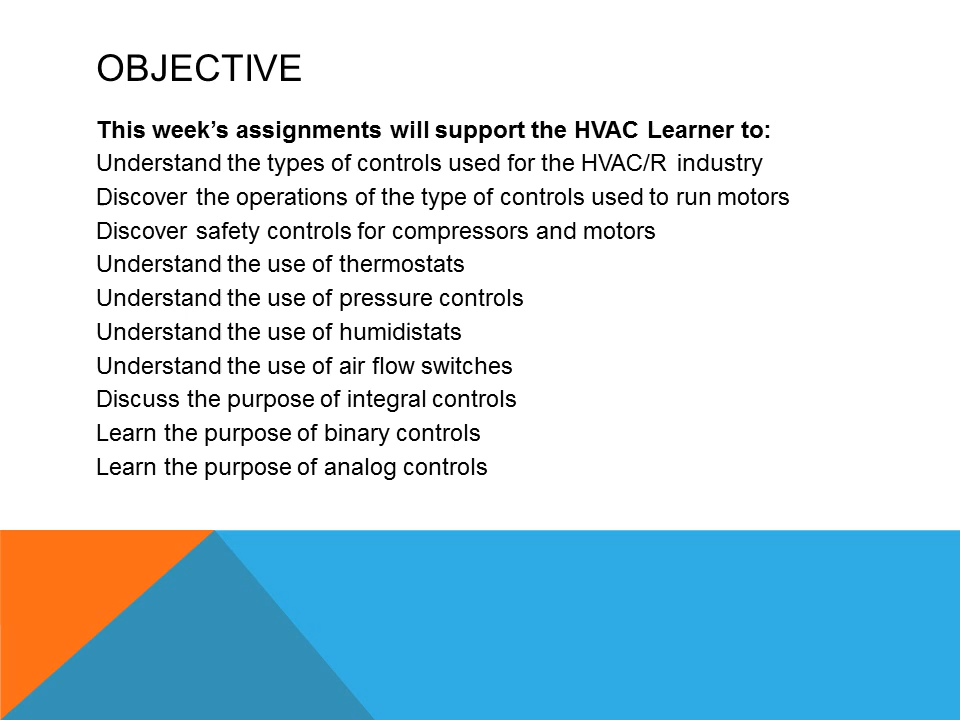 OBJECTIVE
This week’s assignments will support the HVAC Learner to:
Understand the types of controls used for the HVAC/R industry
Discover the operations of the type of controls used to run motors
Discover safety controls for compressors and motors
Understand the use of thermostats
Understand the use of pressure controls
Understand the use of humidistats
Understand the use of air flow switches
Discuss the purpose of integral controls
Learn the purpose of binary controls
Learn the purpose of analog controls